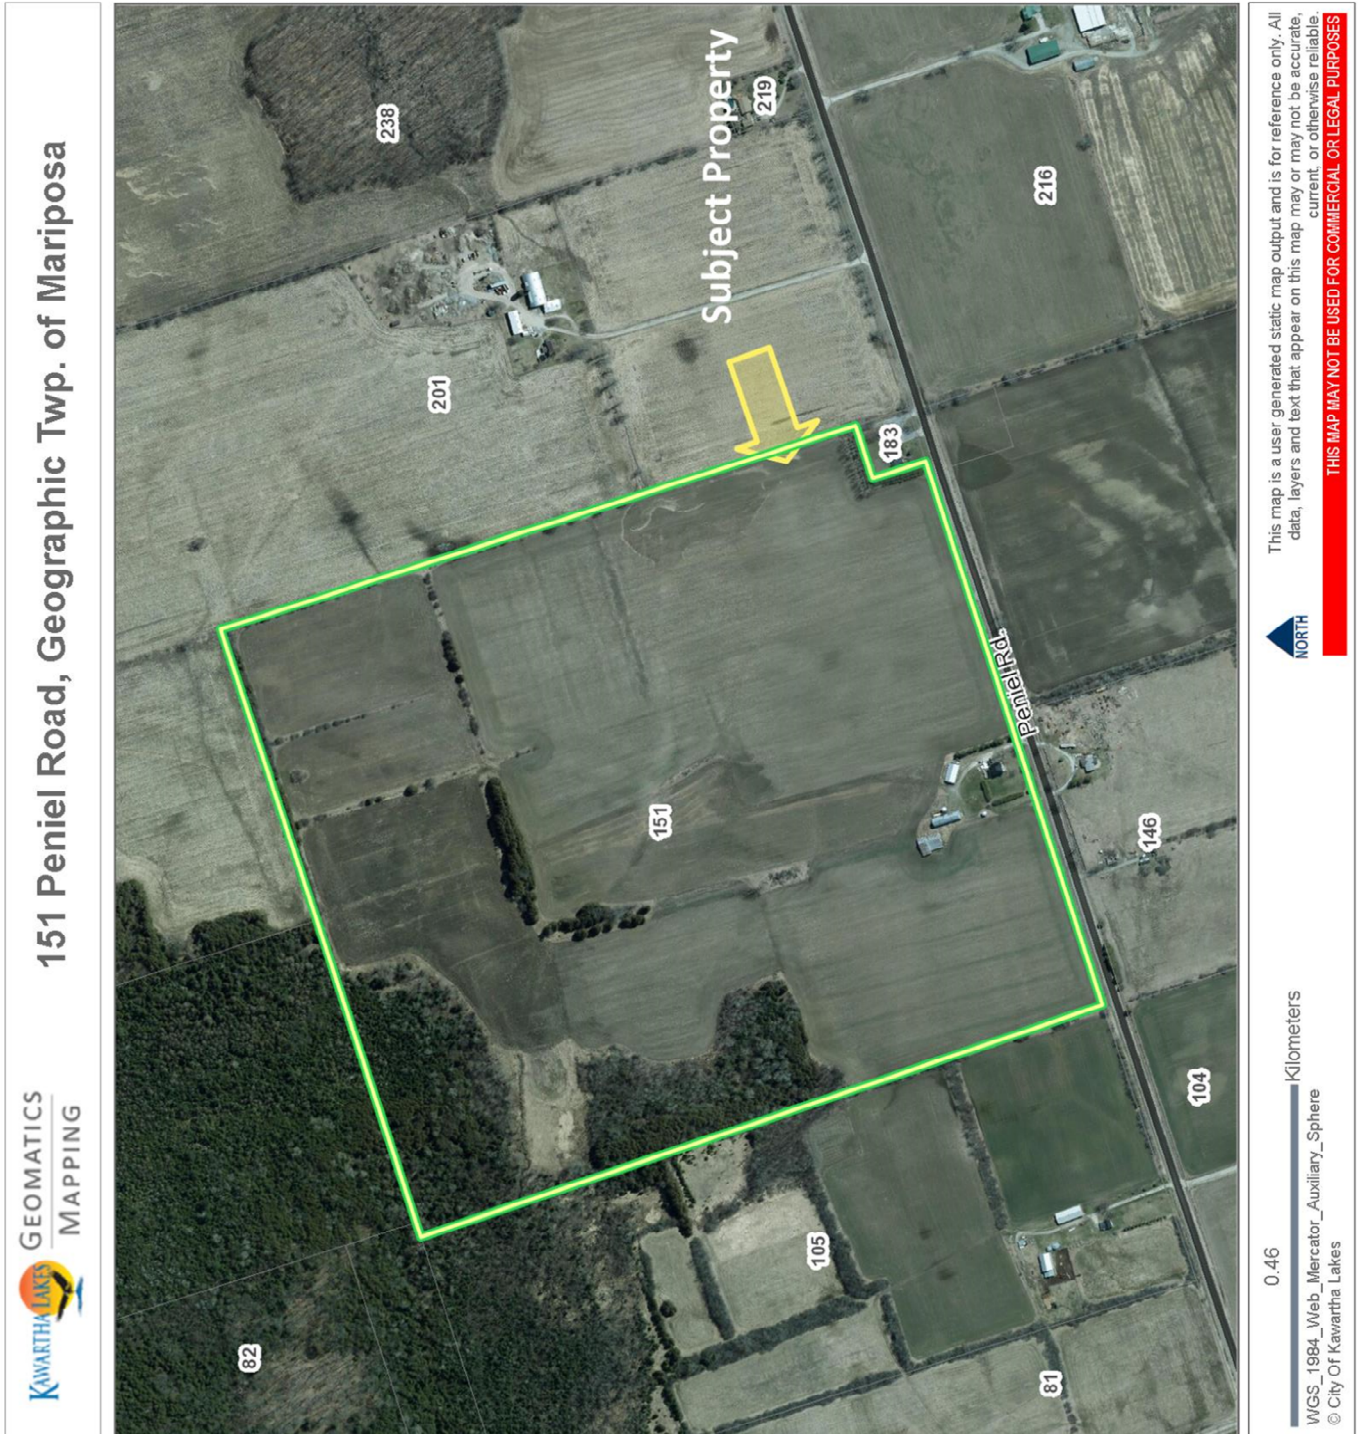 KAWARTHA LAKES
GEOMATICS
MAPPING
151 Peniel Road, Geographic Twp. of Mariposa
82
238
201
219
Subject Property
105
151
183
216
Peniel Rd.
81
146
104
0.46
Kilometers
WGS_1984_Web_Mercator_Auxiliary_Sphere
© City Of Kawartha Lakes
NORTH
This map is a user generated static map output and is for reference only. All
data, layers and text that appear on this map may or may not be accurate,
current, or otherwise reliable.
THIS MAP MAY NOT BE USED FOR COMMERCIAL OR LEGAL PURPOSES